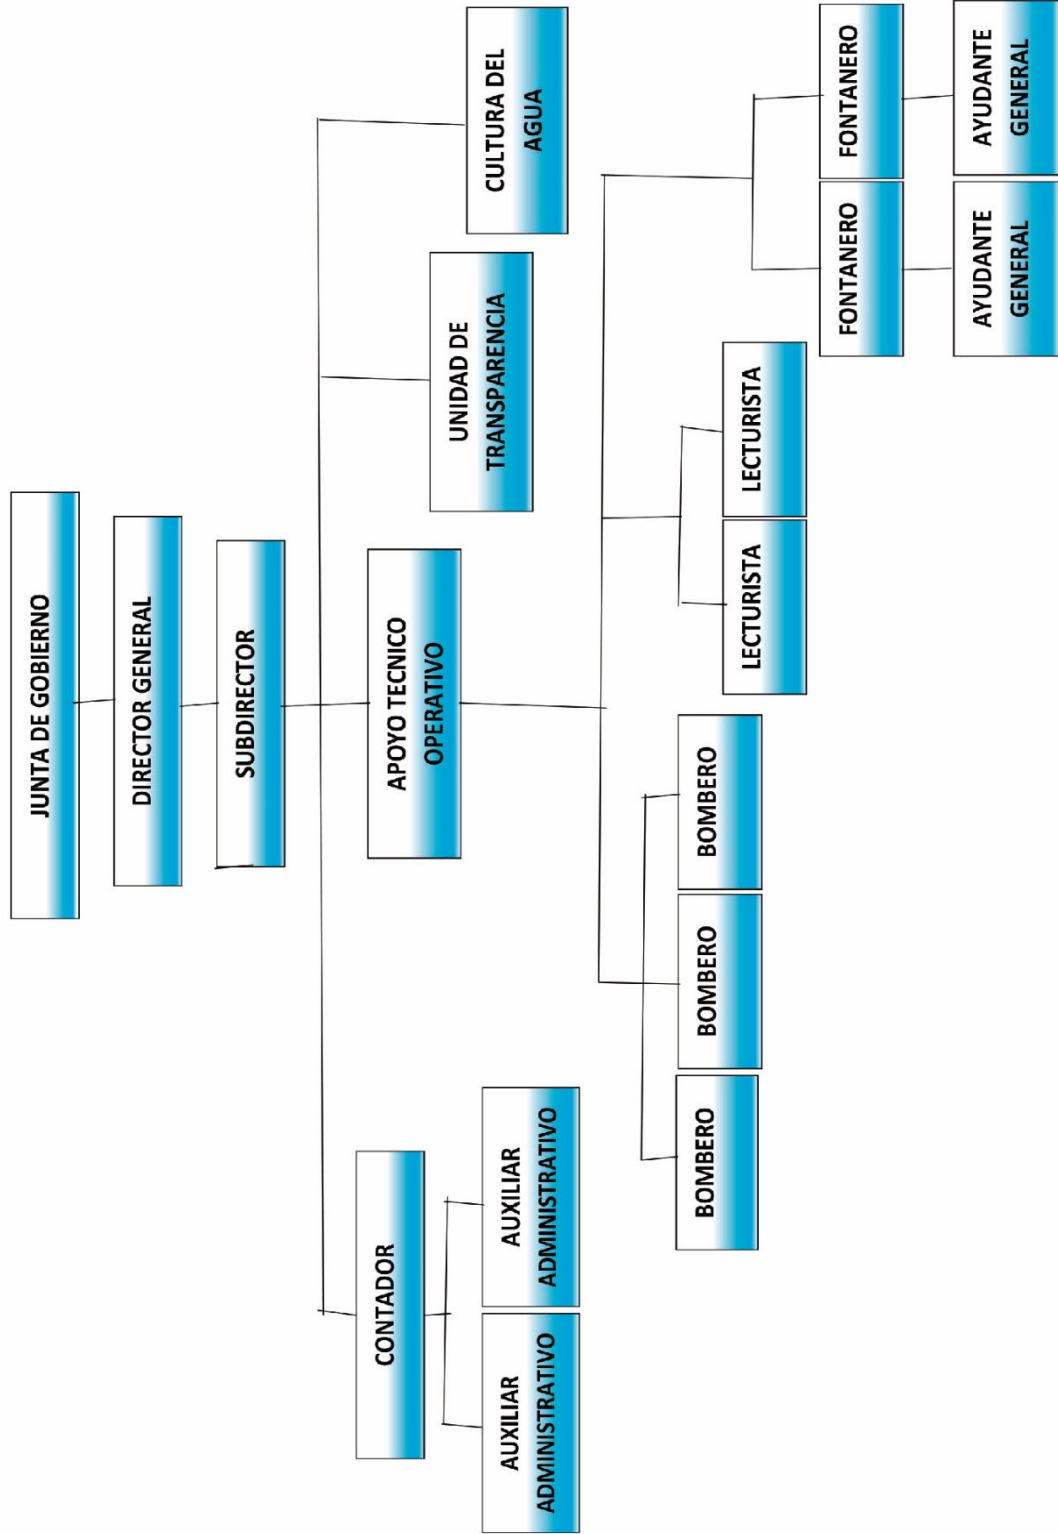 JUNTA DE GOBIERNO
DIRECTOR GENERAL
SUBDIRECTOR
CONTADOR
APOYO TECNICO
OPERATIVO
UNIDAD DE
TRANSPARENCIA
CULTURA DEL
AGUA
AUXILIAR
ADMINISTRATIVO
AUXILIAR
ADMINISTRATIVO
BOMBERO
BOMBERO
BOMBERO
LECTURISTA
LECTURISTA
FONTANERO
FONTANERO
AYUDANTE
GENERAL
AYUDANTE
GENERAL